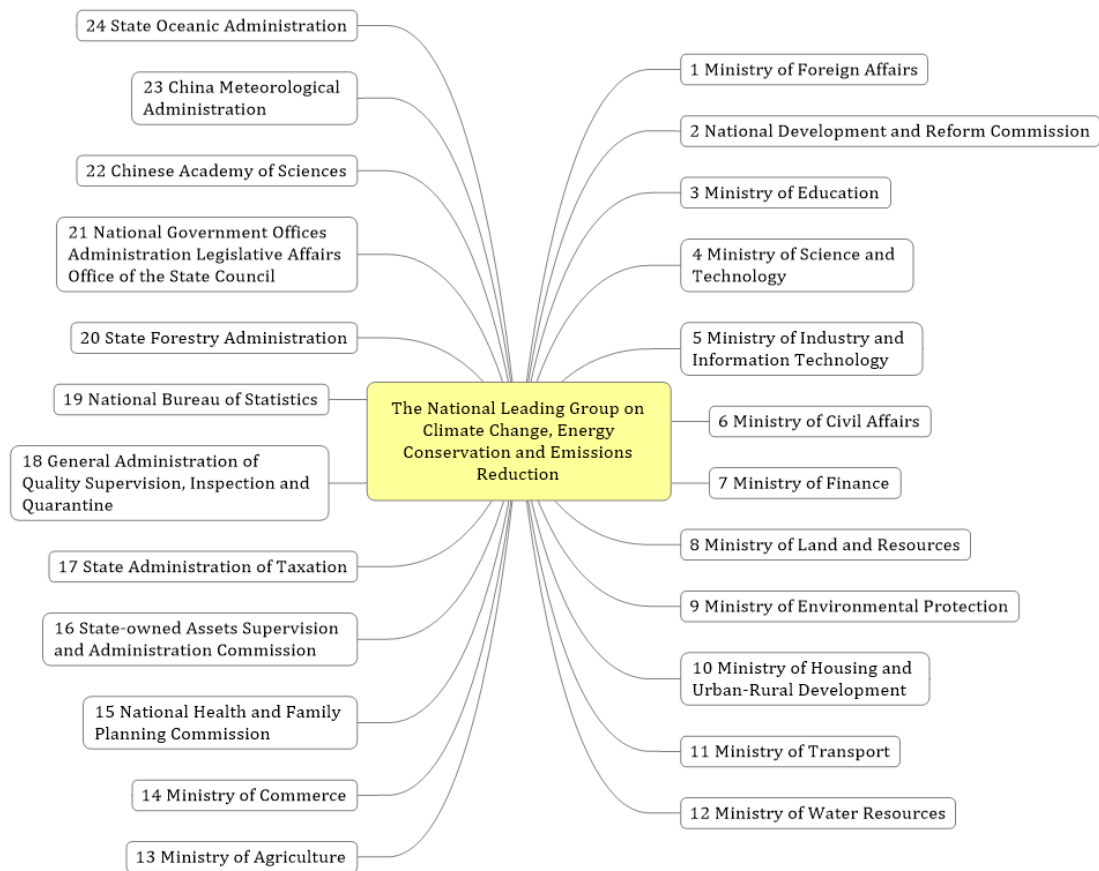 24 State Oceanic Administration
23 China Meteorological
Administration
22 Chinese Academy of Sciences
21 National Government Offices
Administration Legislative Affairs
Office of the State Council
20 State Forestry Administration
19 National Bureau of Statistics
18 General Administration of
Quality Supervision, Inspection and
Quarantine
17 State Administration of Taxation
16 State-owned Assets Supervision
and Administration Commission
15 National Health and Family
Planning Commission
14 Ministry of Commerce
13 Ministry of Agriculture
The National Leading Group on
Climate Change, Energy
Conservation and Emissions
Reduction
1 Ministry of Foreign Affairs
2 National Development and Reform Commission
3 Ministry of Education
4 Ministry of Science and
Technology
5 Ministry of Industry and
Information Technology
6 Ministry of Civil Affairs
7 Ministry of Finance
8 Ministry of Land and Resources
9 Ministry of Environmental Protection
10 Ministry of Housing and
Urban-Rural Development
11 Ministry of Transport
12 Ministry of Water Resources